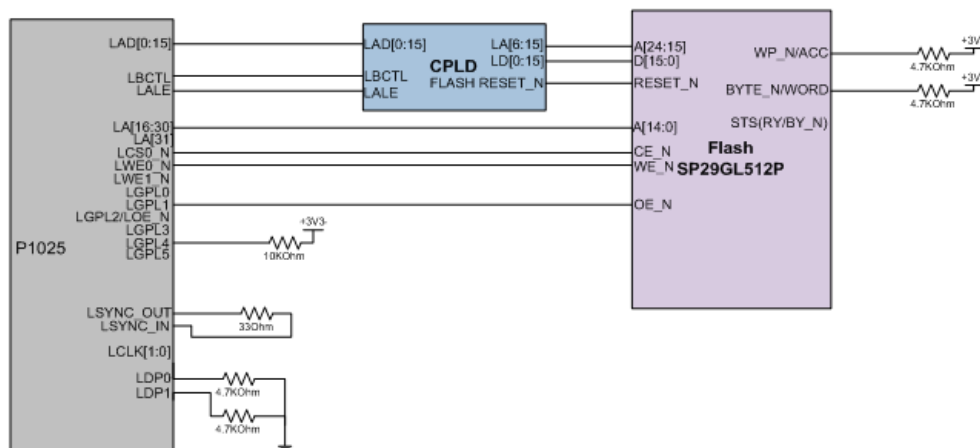 LAD[0:15]
LBCTL
LALE
LA[16:30]
LA[31]
LCS0_N
LWE0_N
LWE1_N
LGPL0
LGPL1
LGPL2/LOE_N
LGPL3
LGPL4
LGPL5
P1025
LSYNC_OUT
LSYNC_IN
LCLK[1:0]
LDP0
LDP1
+3V3
10KOhm
33Ohm
4.7KOhm
4.7KOhm
LAD[0:15]
LBCTL
LALE
CPLD
LA[6:15]
LD[0:15]
FLASH RESET_N
A[24:15]
D[15:0]
RESET_N
A[14:0]
CE_N
WE_N
OE_N
WP_N/ACC
BYTE_N/WORD
STS(RY/BY_N)
Flash
SP29GL512P
+3V
4.7KOhm
+3V
4.7KOhm